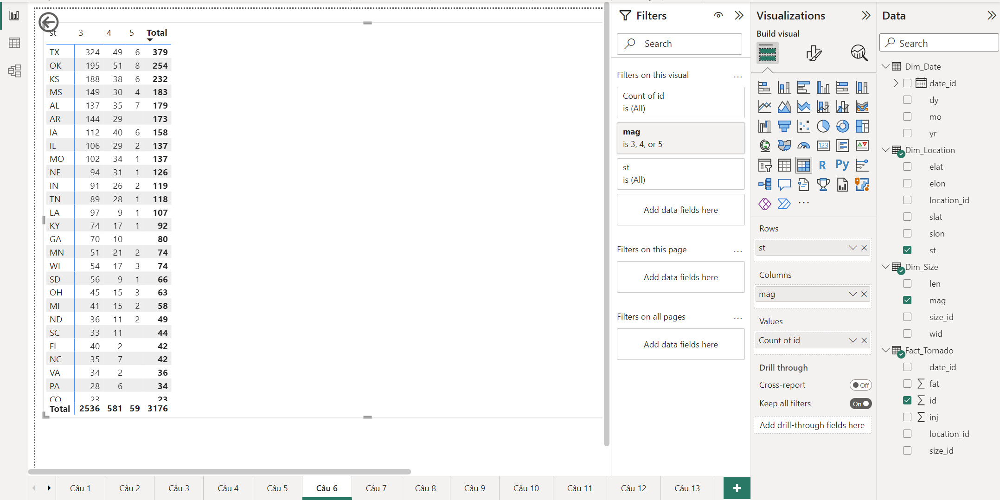 st 3 4 5 Total
TX 324 49 6 379
OK 195 51 8 254
KS 188 38 6 232
MS 149 30 4 183
AL 137 35 7 179
AR 144 29 173
IA 112 40 6 158
IL 106 29 2 137
MO 102 34 1 137
NE 94 31 1 126
IN 91 26 2 119
TN 89 28 1 118
LA 97 9 1 107
KY 74 17 1 92
GA 70 10 80
MN 51 21 2 74
WI 54 17 3 74
SD 56 9 1 66
OH 45 15 3 63
MI 41 15 2 58
ND 36 11 2 49
SC 33 11 44
FL 40 2 42
NC 35 7 42
VA 34 2 36
PA 28 6 34
CO 23 23
Total 2536 581 59 3176
Filters
Search
Filters on this visual ...
Count of id
is (All)
mag
is 3, 4, or 5
st
is (All)
Add data fields here
Filters on this page ...
Add data fields here
Filters on all pages ...
Add data fields here
Visualizations
Build visual
123
R Py
...
Rows
st
Columns
mag
Values
Count of id
Drill through
Cross-report Off
Keep all filters On
Add drill-through fields here
Data
Search
Dim_Date
date_id
dy
mo
yr
Dim_Location
elat
elon
location_id
slat
slon
st
Dim_Size
len
mag
size_id
wid
Fact_Tornado
date_id
∑ fat
∑ id
∑ inj
location_id
size_id
Câu 1 Câu 2 Câu 3 Câu 4 Câu 5 Câu 6 Câu 7 Câu 8 Câu 9 Câu 10 Câu 11 Câu 12 Câu 13 +